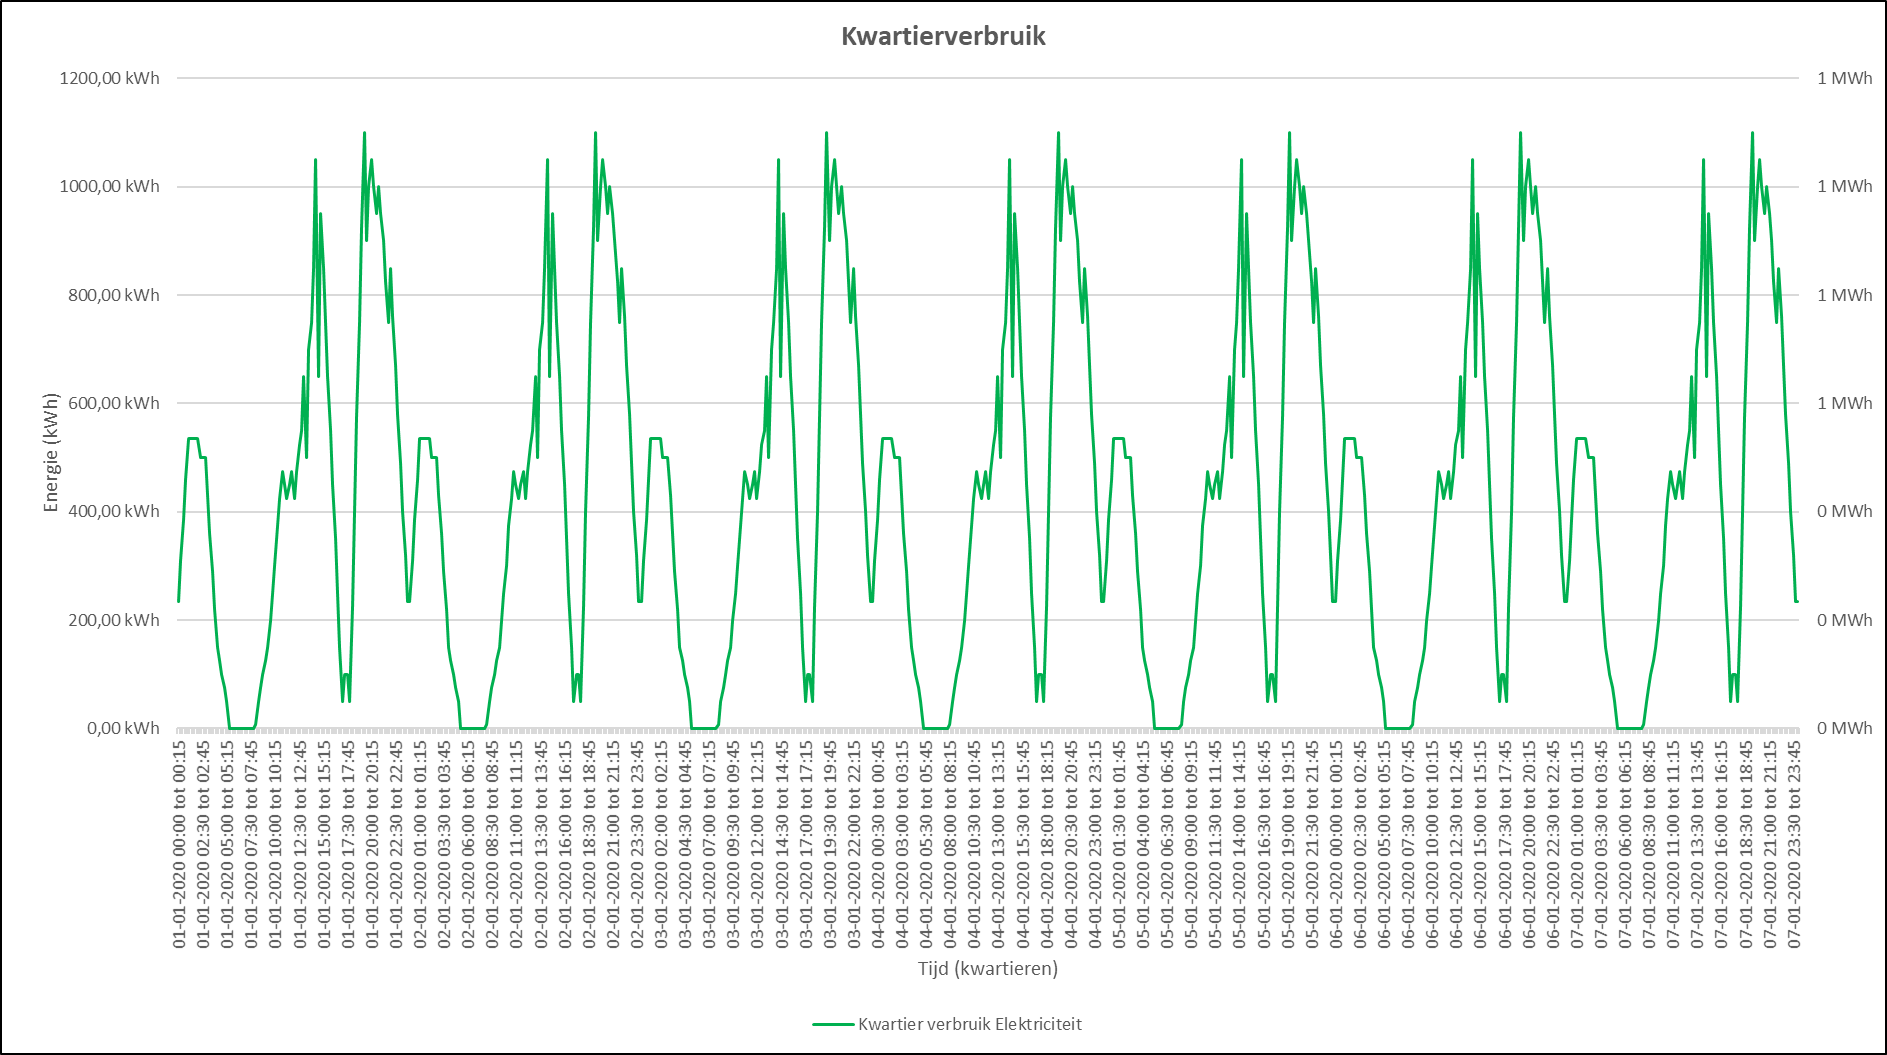 Kwartierverbruik
1200,00 kWh
1000,00 kWh
800,00 kWh
600,00 kWh
400,00 kWh
200,00 kWh
0,00 kWh
Energie (kWh)
1 MWh
1 MWh
1 MWh
1 MWh
0 MWh
0 MWh
0 MWh
01-01-2020 00:00 tot 00:15
01-01-2020 02:30 tot 02:45
01-01-2020 05:00 tot 05:15
01-01-2020 07:30 tot 07:45
01-01-2020 10:00 tot 10:15
01-01-2020 12:30 tot 12:45
01-01-2020 15:00 tot 15:15
01-01-2020 17:30 tot 17:45
01-01-2020 20:00 tot 20:15
01-01-2020 22:30 tot 22:45
02-01-2020 01:00 tot 01:15
02-01-2020 03:30 tot 03:45
02-01-2020 06:00 tot 06:15
02-01-2020 08:30 tot 08:45
02-01-2020 11:00 tot 11:15
02-01-2020 13:30 tot 13:45
02-01-2020 16:00 tot 16:15
02-01-2020 18:30 tot 18:45
02-01-2020 21:00 tot 21:15
02-01-2020 23:30 tot 23:45
03-01-2020 02:00 tot 02:15
03-01-2020 04:30 tot 04:45
03-01-2020 07:00 tot 07:15
03-01-2020 09:30 tot 09:45
03-01-2020 12:00 tot 12:15
03-01-2020 14:30 tot 14:45
03-01-2020 17:00 tot 17:15
03-01-2020 19:30 tot 19:45
03-01-2020 22:00 tot 22:15
04-01-2020 00:30 tot 00:45
04-01-2020 03:00 tot 03:15
04-01-2020 05:30 tot 05:45
04-01-2020 08:00 tot 08:15
04-01-2020 10:30 tot 10:45
04-01-2020 13:00 tot 13:15
04-01-2020 15:30 tot 15:45
04-01-2020 18:00 tot 18:15
04-01-2020 20:30 tot 20:45
04-01-2020 23:00 tot 23:15
05-01-2020 01:30 tot 01:45
05-01-2020 04:00 tot 04:15
05-01-2020 06:30 tot 06:45
05-01-2020 09:00 tot 09:15
05-01-2020 11:30 tot 11:45
05-01-2020 14:00 tot 14:15
05-01-2020 16:30 tot 16:45
05-01-2020 19:00 tot 19:15
05-01-2020 21:30 tot 21:45
06-01-2020 00:00 tot 00:15
06-01-2020 02:30 tot 02:45
06-01-2020 05:00 tot 05:15
06-01-2020 07:30 tot 07:45
06-01-2020 10:00 tot 10:15
06-01-2020 12:30 tot 12:45
06-01-2020 15:00 tot 15:15
06-01-2020 17:30 tot 17:45
06-01-2020 20:00 tot 20:15
06-01-2020 22:30 tot 22:45
07-01-2020 01:00 tot 01:15
07-01-2020 03:30 tot 03:45
07-01-2020 06:00 tot 06:15
07-01-2020 08:30 tot 08:45
07-01-2020 11:00 tot 11:15
07-01-2020 13:30 tot 13:45
07-01-2020 16:00 tot 16:15
07-01-2020 18:30 tot 18:45
07-01-2020 21:00 tot 21:15
07-01-2020 23:30 tot 23:45
Tijd (kwartieren)
Kwartier verbruik Elektriciteit